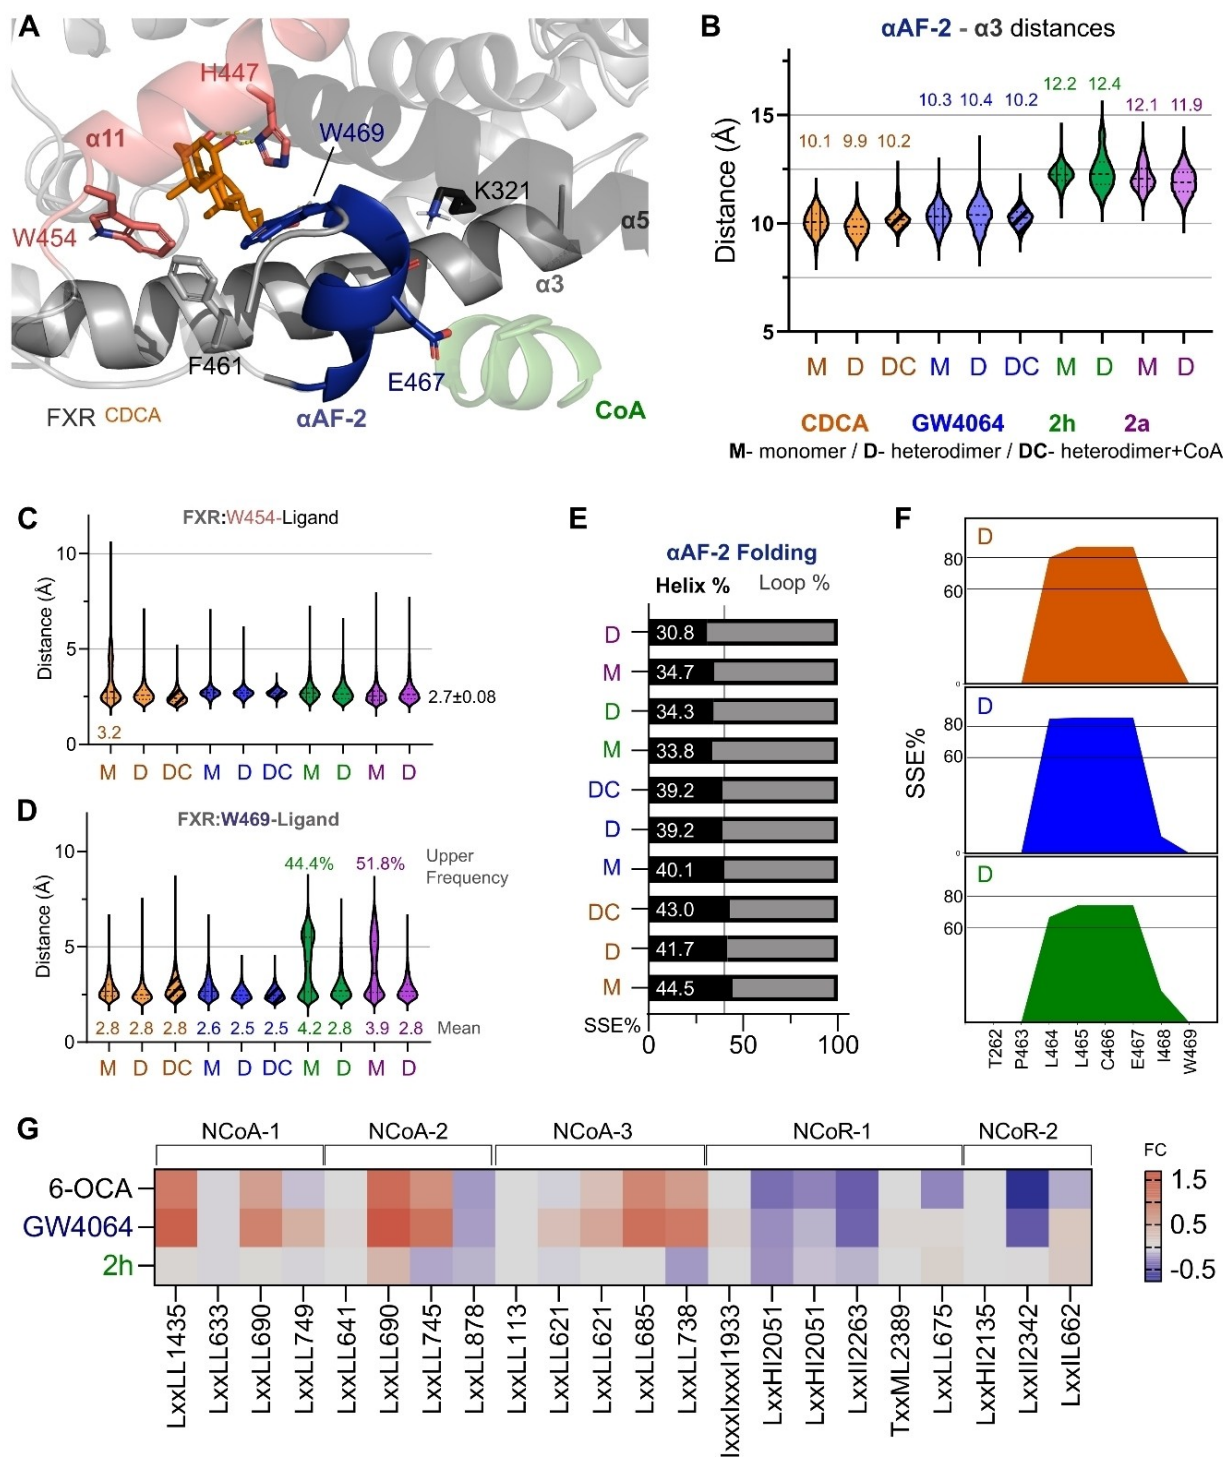 A
H447
α11
W469
K321
W454
α5
α3
F461
E467
FXR CDCA
αAF-2
CoA
B
αAF-2 - α3 distances
Distance (Å)
15
10
5
10.1 9.9 10.2 10.3 10.4 10.2 12.2 12.4 12.1 11.9
M D DC M D DC M D M D
CDCA GW4064 2h 2a
M- monomer / D- heterodimer / DC- heterodimer+CoA
C
FXR:W454-Ligand
Distance (Å)
10
5
0
3.2
2.7±0.08
M D DC M D DC M D M D
D
FXR:W469-Ligand
Distance (Å)
10
5
0
44.4% 51.8% Upper
Frequency
2.8 2.8 2.8 2.6 2.5 2.5 4.2 2.8 3.9 2.8 Mean
M D DC M D DC M D M D
E
αAF-2 Folding
Helix % Loop %
D 30.8
M 34.7
D 34.3
M 33.8
DC 39.2
D 39.2
M 40.1
DC 43.0
D 41.7
M 44.5
SSE%
0 50 100
F
SSE%
D
80
60
0
D
80
60
0
D
80
60
T262 P463 L464 L465 C466 E467 I468 W469
G
NCoA-1 NCoA-2 NCoA-3 NCoR-1 NCoR-2
6-OCA
GW4064
2h
LxxLL1435
LxxLL633
LxxLL690
LxxLL749
LxxLL641
LxxLL690
LxxLL745
LxxLL878
LxxLL113
LxxLL621
LxxLL621
LxxLL685
LxxLL738
IxxxIxxxI1933
LxxHI2051
LxxHI2051
LxxII2263
TxxML2389
LxxLL675
LxxHI2135
LxxII2342
LxxIL662
FC
1.5
0.5
-0.5